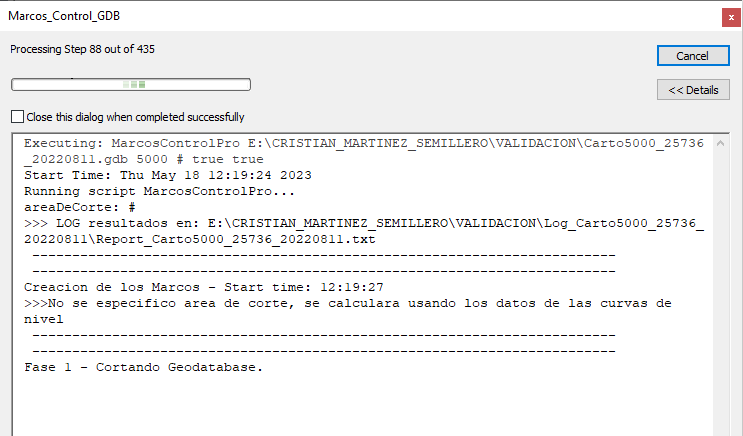 Marcos_Control_GDB
x
Processing Step 88 out of 435
Cancel
<< Details
Close this dialog when completed successfully
Executing: MarcosControlPro E:\CRISTIAN_MARTINEZ_SEMILLERO\VALIDACION\Carto5000_25736
_20220811.gdb 5000 # true true
Start Time: Thu May 18 12:19:24 2023
Running script MarcosControlPro...
areaDeCorte: #
>>> LOG resultados en: E:\CRISTIAN_MARTINEZ_SEMILLERO\VALIDACION\Log_Carto5000_25736_
20220811\Report_Carto5000_25736_20220811.txt
-------------------------------------------------------------------------
-------------------------------------------------------------------------
Creacion de los Marcos - Start time: 12:19:27
>>>No se especifico area de corte, se calculara usando los datos de las curvas de
nivel
-------------------------------------------------------------------------
-------------------------------------------------------------------------
Fase 1 - Cortando Geodatabase.